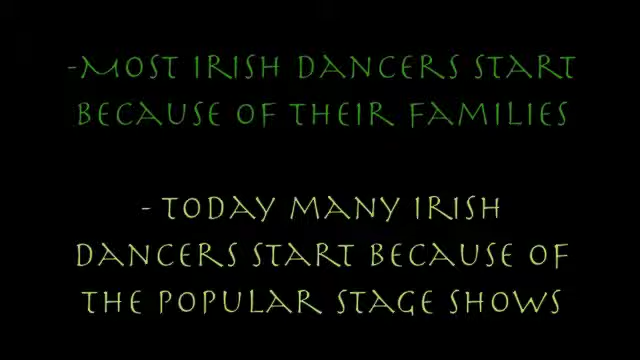 -Most Irish dancers start
because of their families
- Today many Irish
dancers start because of
the popular stage shows